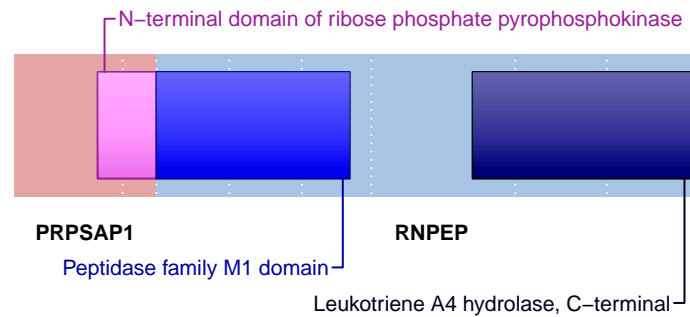 N−terminal domain of ribose phosphate pyrophosphokinase
PRPSAP1
RNPEP
Peptidase family M1 domain
Leukotriene A4 hydrolase, C−terminal